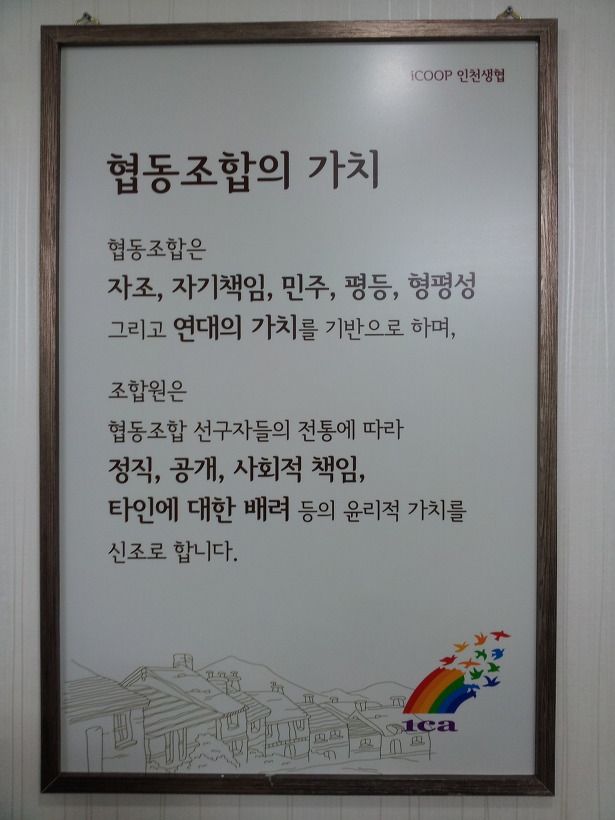 iCOOP 인천생협
협동조합의 가치
협동조합은
자조, 자기책임, 민주, 평등, 형평성
그리고 연대의 가치를 기반으로 하며,
조합원은
협동조합 선구자들의 전통에 따라
정직, 공개, 사회적 책임,
타인에 대한 배려 등의 윤리적 가치를
신조로 합니다.
ica